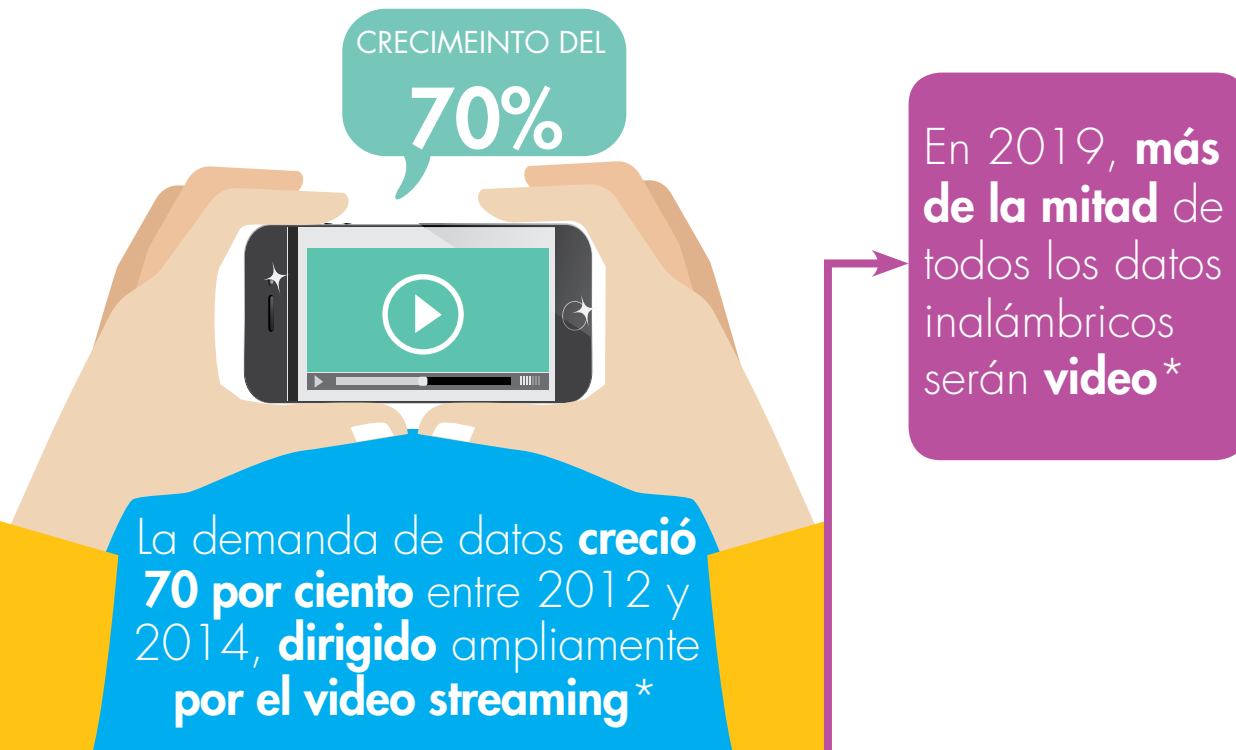 CRECIMEINTO DEL
70%
En 2019, más
de la mitad de
todos los datos
inalámbricos
serán video*
La demanda de datos creció
70 por ciento entre 2012 y
2014, dirigido ampliamente
por el video streaming*